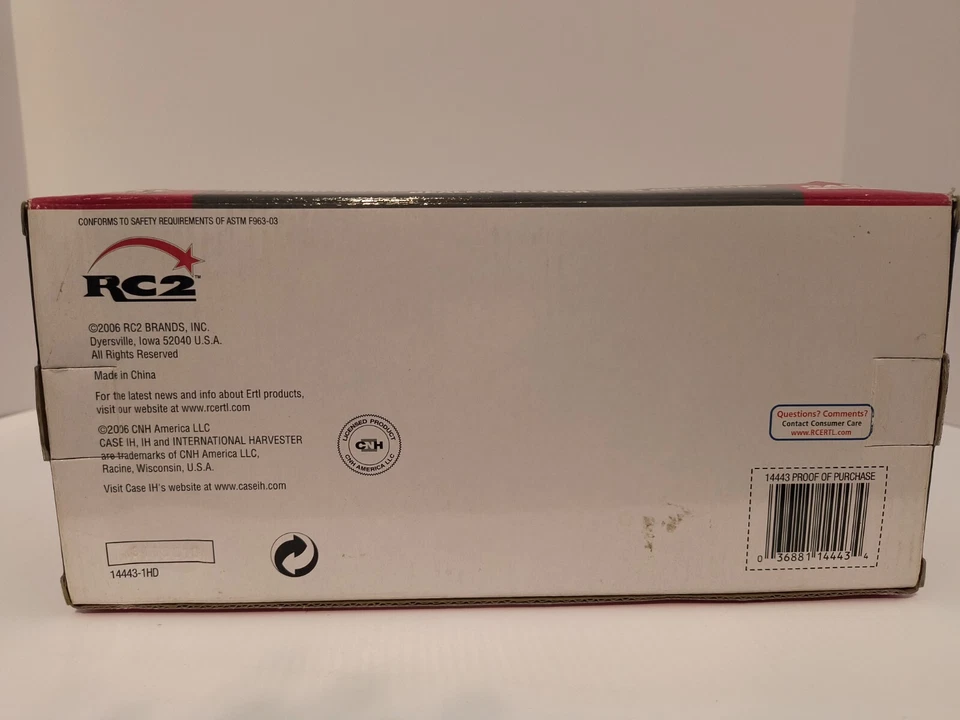 CONFORMS TO SAFETY REQUIREMENTS OF ASTM F963-03
RC2™
©2006 RC2 BRANDS, INC.
Dyersville, Iowa 52040 U.S.A.
All Rights Reserved
Made in China
For the latest news and info about Ertl products,
visit our website at www.rcertl.com
©2006 CNH America LLC
CASE IH, IH and INTERNATIONAL HARVESTER
are trademarks of CNH America LLC,
Racine, Wisconsin, U.S.A.
Visit Case IH's website at www.caseih.com
LICENSED PRODUCT
CNH
CNH AMERICA LLC
Questions? Comments?
Contact Consumer Care
www.RCERTL.com
14443 PROOF OF PURCHASE
0 36881 14443 4
14443-1HD